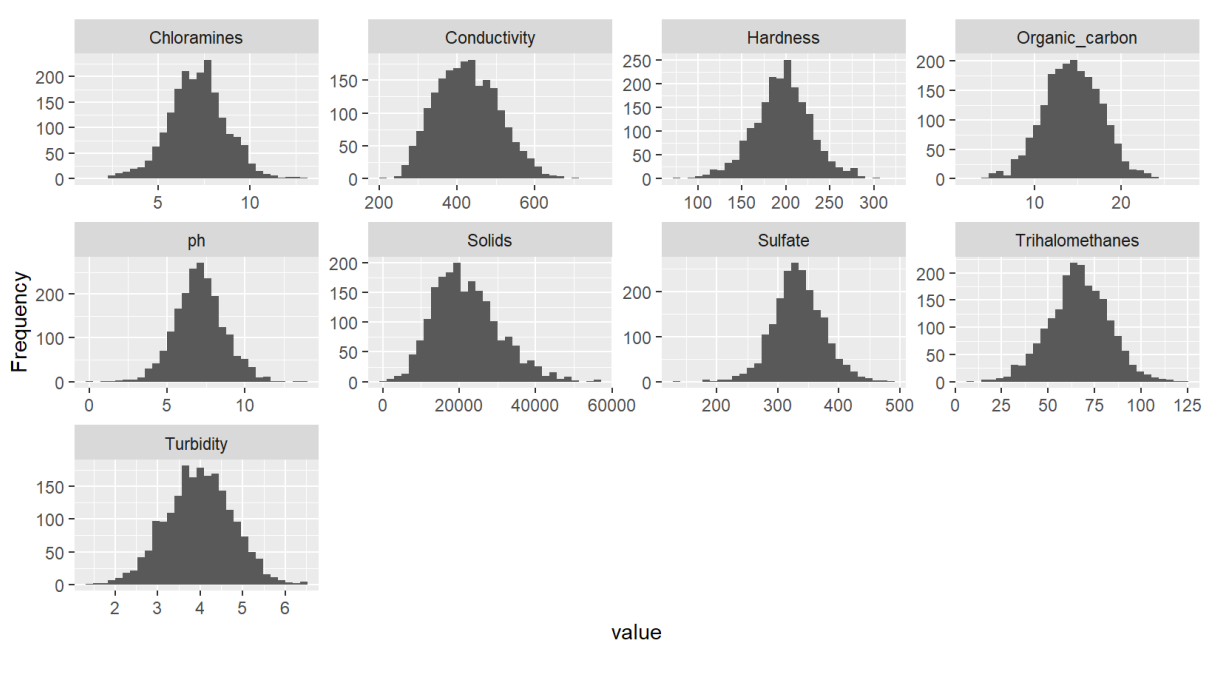 Chloramines Conductivity Hardness Organic_carbon
200 150 100 50 0
5 10
150 100 50 0
200 400 600
250 200 150 100 50 0
100 150 200 250 300
200 150 100 50 0
10 20
ph Solids Sulfate Trihalomethanes
Frequency
200 100 0
0 5 10
200 150 100 50 0
0 20000 40000 60000
200 100 0
200 300 400 500
200 150 100 50 0
0 25 50 75 100 125
Turbidity
150 100 50 0
2 3 4 5 6
value